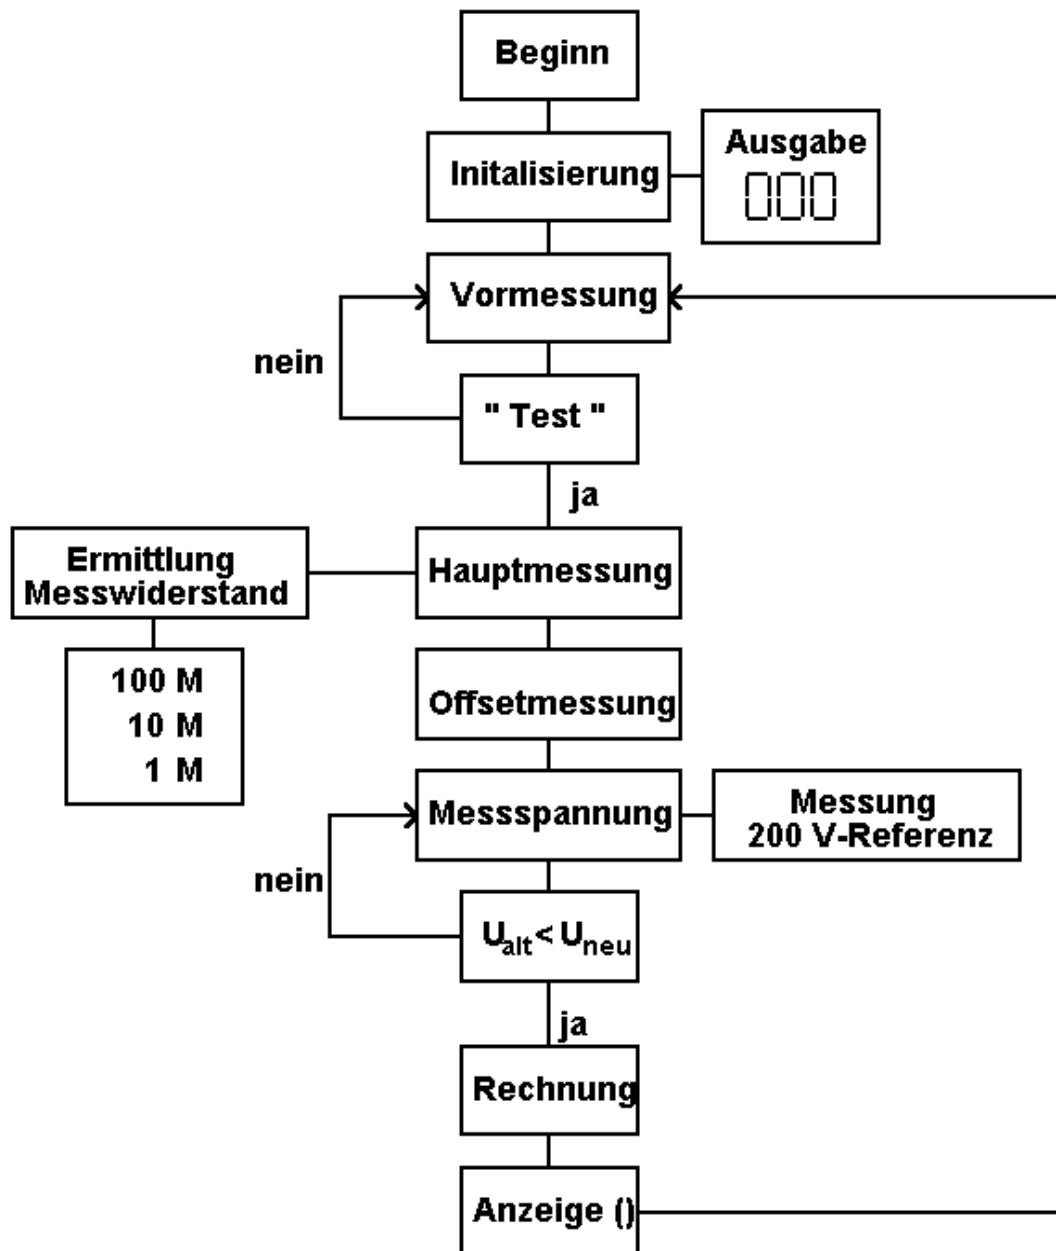 Beginn
Initalisierung
Ausgabe
000
Vormessung
nein
" Test "
ja
Ermittlung
Messwiderstand
Hauptmessung
100 M
10 M
1 M
Offsetmessung
Messspannung
Messung
200 V-Referenz
nein
Ualt < Uneu
ja
Rechnung
Anzeige ()